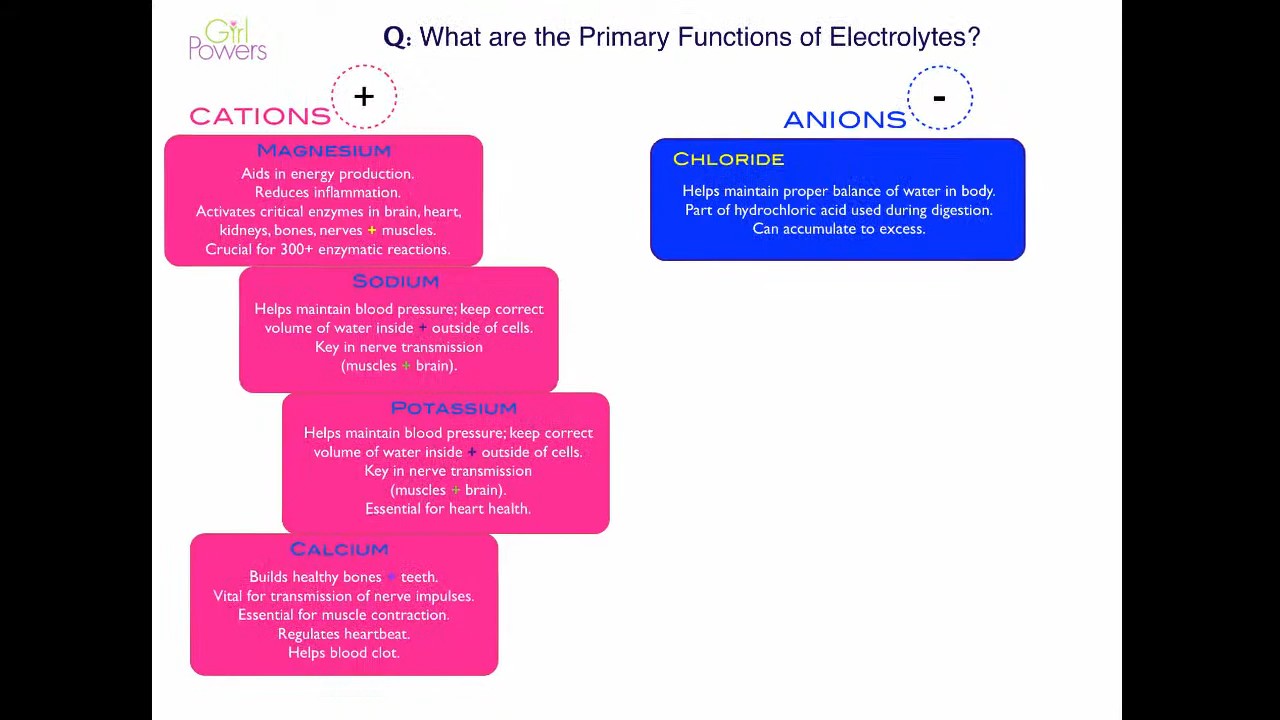 Girl
Powers
Q: What are the Primary Functions of Electrolytes?
+
CATIONS
MAGNESIUM
Aids in energy production.
Reduces inflammation.
Activates critical enzymes in brain, heart,
kidneys, bones, nerves + muscles.
Crucial for 300+ enzymatic reactions.
SODIUM
Helps maintain blood pressure; keep correct
volume of water inside + outside of cells.
Key in nerve transmission
(muscles + brain).
POTASSIUM
Helps maintain blood pressure; keep correct
volume of water inside + outside of cells.
Key in nerve transmission
(muscles + brain).
Essential for heart health.
CALCIUM
Builds healthy bones + teeth.
Vital for transmission of nerve impulses.
Essential for muscle contraction.
Regulates heartbeat.
Helps blood clot.
-
ANIONS
CHLORIDE
Helps maintain proper balance of water in body.
Part of hydrochloric acid used during digestion.
Can accumulate to excess.